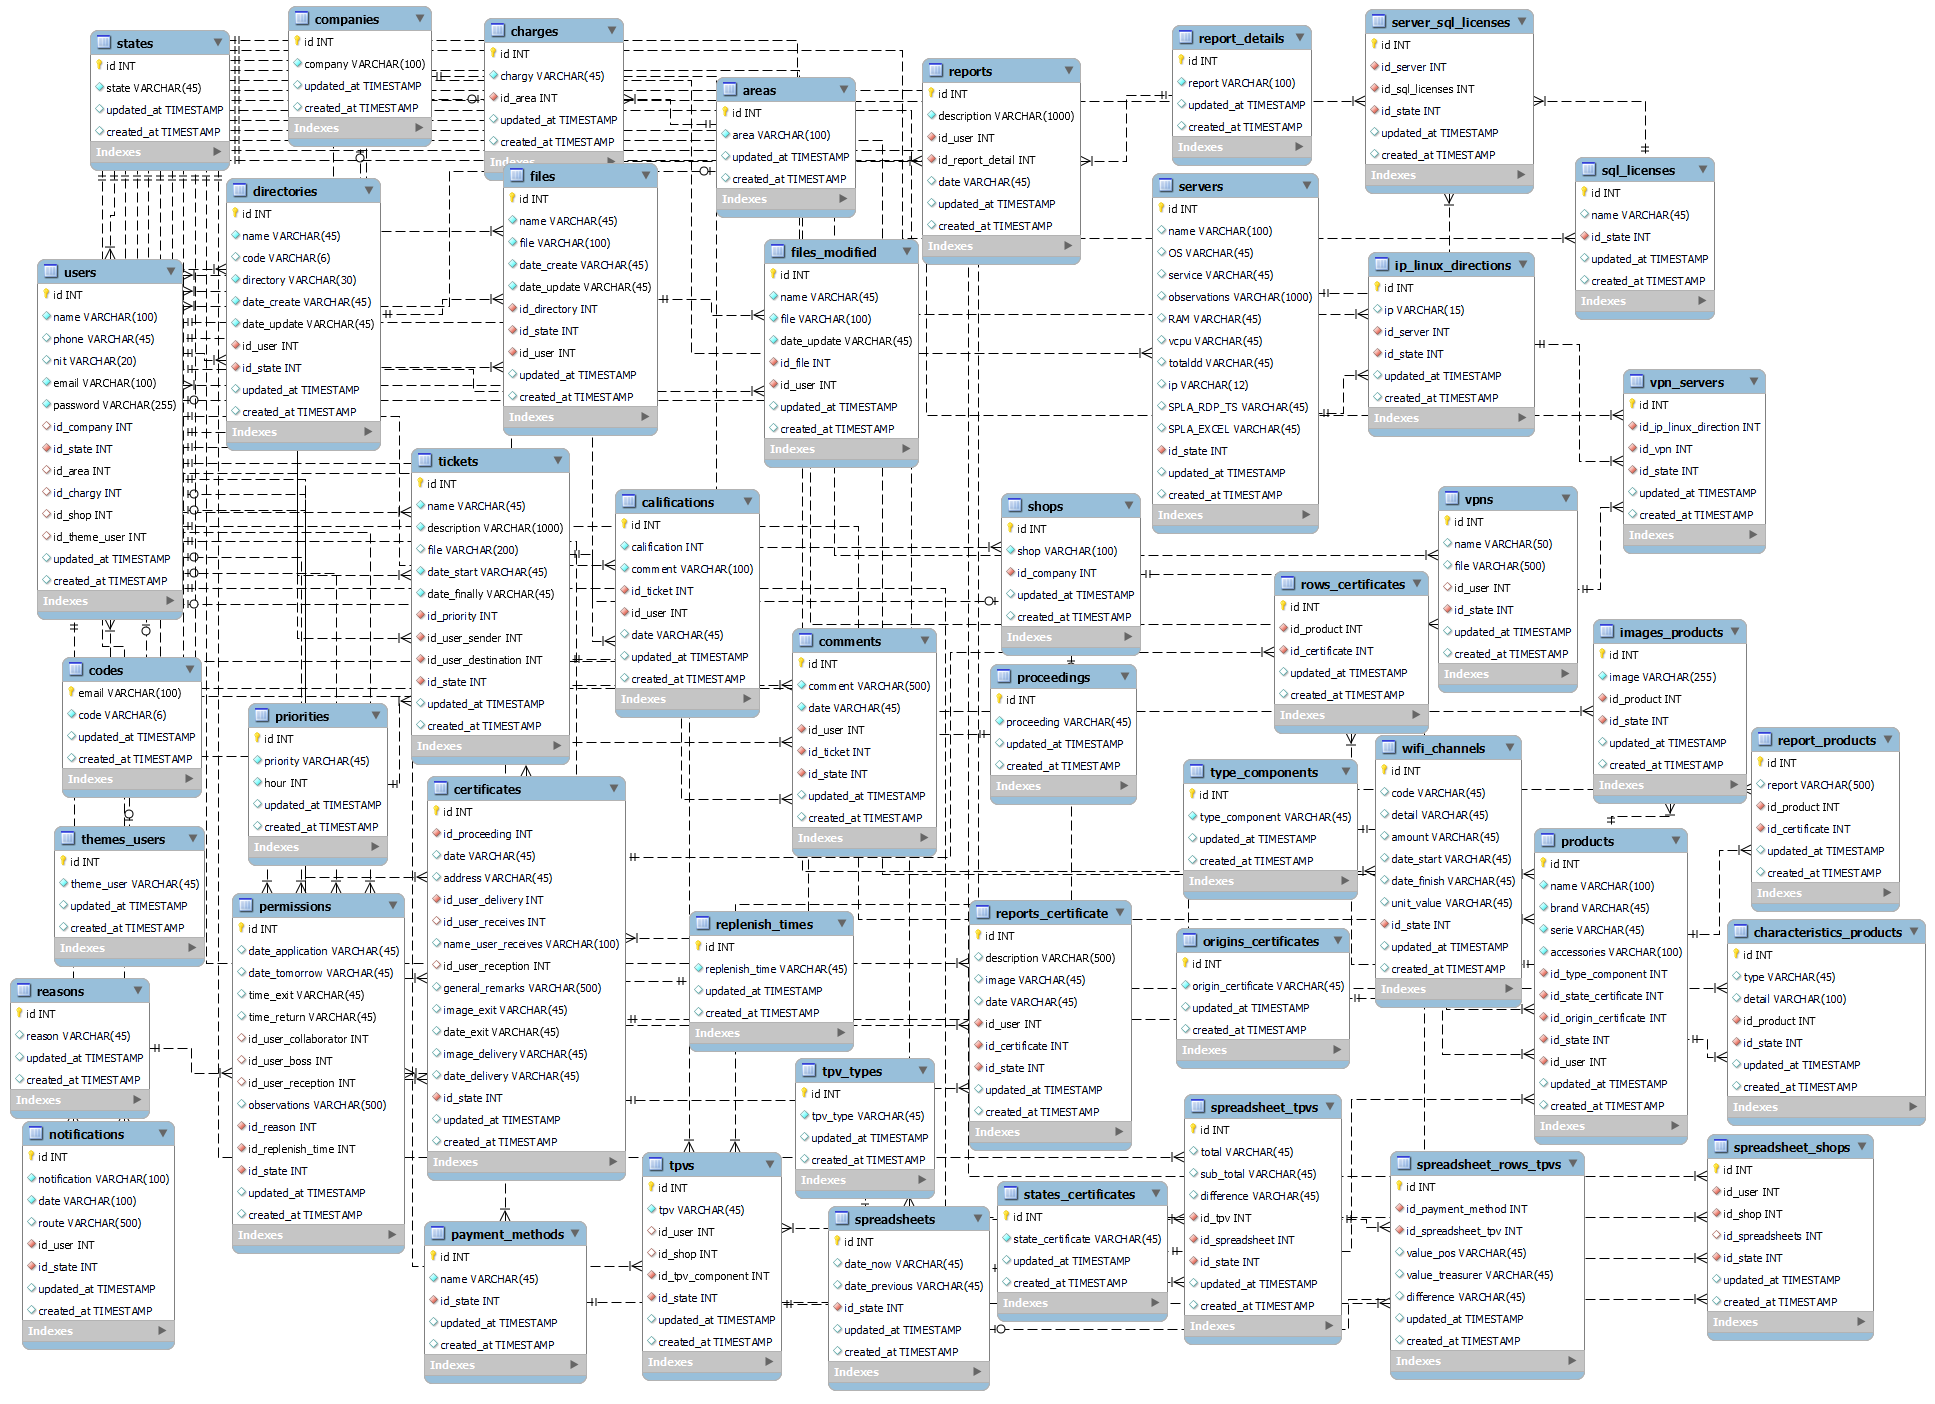 states
id INT
state VARCHAR(45)
updated_at TIMESTAMP
created_at TIMESTAMP
Indexes
companies
id INT
company VARCHAR(100)
updated_at TIMESTAMP
created_at TIMESTAMP
Indexes
charges
id INT
chargy VARCHAR(45)
id_area INT
updated_at TIMESTAMP
created_at TIMESTAMP
Indexes
areas
id INT
area VARCHAR(100)
updated_at TIMESTAMP
created_at TIMESTAMP
Indexes
reports
id INT
description VARCHAR(1000)
id_user INT
id_report_detail INT
date VARCHAR(45)
updated_at TIMESTAMP
created_at TIMESTAMP
Indexes
report_details
id INT
report VARCHAR(100)
updated_at TIMESTAMP
created_at TIMESTAMP
Indexes
server_sql_licenses
id INT
id_server INT
id_sql_licenses INT
id_state INT
updated_at TIMESTAMP
created_at TIMESTAMP
Indexes
sql_licenses
id INT
name VARCHAR(45)
id_state INT
updated_at TIMESTAMP
created_at TIMESTAMP
Indexes
users
id INT
name VARCHAR(100)
phone VARCHAR(45)
nit VARCHAR(20)
email VARCHAR(100)
password VARCHAR(255)
id_company INT
id_state INT
id_area INT
id_chargy INT
id_shop INT
id_theme_user INT
updated_at TIMESTAMP
created_at TIMESTAMP
Indexes
directories
id INT
name VARCHAR(45)
code VARCHAR(6)
directory VARCHAR(30)
date_create VARCHAR(45)
date_update VARCHAR(45)
id_user INT
id_state INT
updated_at TIMESTAMP
created_at TIMESTAMP
Indexes
files
id INT
name VARCHAR(45)
file VARCHAR(100)
date_create VARCHAR(45)
date_update VARCHAR(45)
id_directory INT
id_state INT
id_user INT
updated_at TIMESTAMP
created_at TIMESTAMP
Indexes
files_modified
id INT
name VARCHAR(45)
file VARCHAR(100)
date_update VARCHAR(45)
id_file INT
id_user INT
updated_at TIMESTAMP
created_at TIMESTAMP
Indexes
servers
id INT
name VARCHAR(100)
OS VARCHAR(45)
service VARCHAR(45)
observations VARCHAR(1000)
RAM VARCHAR(45)
vcpu VARCHAR(45)
totaldd VARCHAR(45)
ip VARCHAR(12)
SPLA_RDP_TS VARCHAR(45)
SPLA_EXCEL VARCHAR(45)
id_state INT
updated_at TIMESTAMP
created_at TIMESTAMP
Indexes
ip_linux_directions
id INT
ip VARCHAR(15)
id_server INT
id_state INT
updated_at TIMESTAMP
created_at TIMESTAMP
Indexes
vpn_servers
id INT
id_ip_linux_direction INT
id_vpn INT
id_state INT
updated_at TIMESTAMP
created_at TIMESTAMP
Indexes
tickets
id INT
name VARCHAR(45)
description VARCHAR(1000)
file VARCHAR(200)
date_start VARCHAR(45)
date_finally VARCHAR(45)
id_priority INT
id_user_sender INT
id_user_destination INT
id_state INT
updated_at TIMESTAMP
created_at TIMESTAMP
Indexes
califications
id INT
calification INT
comment VARCHAR(100)
id_ticket INT
id_user INT
date VARCHAR(45)
updated_at TIMESTAMP
created_at TIMESTAMP
Indexes
shops
id INT
shop VARCHAR(100)
id_company INT
updated_at TIMESTAMP
created_at TIMESTAMP
Indexes
vpns
id INT
name VARCHAR(50)
file VARCHAR(500)
id_user INT
id_state INT
updated_at TIMESTAMP
created_at TIMESTAMP
Indexes
rows_certificates
id INT
id_product INT
id_certificate INT
updated_at TIMESTAMP
created_at TIMESTAMP
Indexes
images_products
id INT
image VARCHAR(255)
id_product INT
id_state INT
updated_at TIMESTAMP
created_at TIMESTAMP
Indexes
comments
id INT
comment VARCHAR(500)
date VARCHAR(45)
id_user INT
id_ticket INT
id_state INT
updated_at TIMESTAMP
created_at TIMESTAMP
Indexes
proceedings
id INT
proceeding VARCHAR(45)
updated_at TIMESTAMP
created_at TIMESTAMP
Indexes
codes
email VARCHAR(100)
code VARCHAR(6)
updated_at TIMESTAMP
created_at TIMESTAMP
Indexes
priorities
id INT
priority VARCHAR(45)
hour INT
updated_at TIMESTAMP
created_at TIMESTAMP
Indexes
certificates
id INT
id_proceeding INT
date VARCHAR(45)
address VARCHAR(45)
id_user_delivery INT
id_user_receives INT
name_user_receives VARCHAR(100)
id_user_reception INT
general_remarks VARCHAR(500)
image_exit VARCHAR(45)
date_exit VARCHAR(45)
image_delivery VARCHAR(45)
date_delivery VARCHAR(45)
id_state INT
updated_at TIMESTAMP
created_at TIMESTAMP
Indexes
type_components
id INT
type_component VARCHAR(45)
updated_at TIMESTAMP
created_at TIMESTAMP
Indexes
wifi_channels
id INT
code VARCHAR(45)
detail VARCHAR(45)
amount VARCHAR(45)
date_start VARCHAR(45)
date_finish VARCHAR(45)
unit_value VARCHAR(45)
id_state INT
updated_at TIMESTAMP
created_at TIMESTAMP
Indexes
report_products
id INT
report VARCHAR(500)
id_product INT
id_certificate INT
updated_at TIMESTAMP
created_at TIMESTAMP
Indexes
products
id INT
name VARCHAR(100)
brand VARCHAR(45)
serie VARCHAR(45)
accessories VARCHAR(100)
id_type_component INT
id_state_certificate INT
id_origin_certificate INT
id_state INT
id_user INT
updated_at TIMESTAMP
created_at TIMESTAMP
Indexes
themes_users
id INT
theme_user VARCHAR(45)
updated_at TIMESTAMP
created_at TIMESTAMP
Indexes
permissions
id INT
date_application VARCHAR(45)
date_tomorrow VARCHAR(45)
time_exit VARCHAR(45)
time_return VARCHAR(45)
id_user_collaborator INT
id_user_boss INT
id_user_reception INT
observations VARCHAR(500)
id_reason INT
id_replenish_time INT
id_state INT
updated_at TIMESTAMP
created_at TIMESTAMP
Indexes
replenish_times
id INT
replenish_time VARCHAR(45)
updated_at TIMESTAMP
created_at TIMESTAMP
Indexes
reports_certificate
id INT
description VARCHAR(500)
image VARCHAR(45)
date VARCHAR(45)
id_user INT
id_certificate INT
id_state INT
updated_at TIMESTAMP
created_at TIMESTAMP
Indexes
origins_certificates
id INT
origin_certificate VARCHAR(45)
updated_at TIMESTAMP
created_at TIMESTAMP
Indexes
characteristics_products
id INT
type VARCHAR(45)
detail VARCHAR(100)
id_product INT
id_state INT
updated_at TIMESTAMP
created_at TIMESTAMP
Indexes
reasons
id INT
reason VARCHAR(45)
updated_at TIMESTAMP
created_at TIMESTAMP
Indexes
notifications
id INT
notification VARCHAR(100)
date VARCHAR(100)
route VARCHAR(500)
id_user INT
id_state INT
updated_at TIMESTAMP
created_at TIMESTAMP
Indexes
tpv_types
id INT
tpv_type VARCHAR(45)
updated_at TIMESTAMP
created_at TIMESTAMP
Indexes
spreadsheet_tpvs
id INT
total VARCHAR(45)
sub_total VARCHAR(45)
difference VARCHAR(45)
id_tpv INT
id_spreadsheet INT
id_state INT
updated_at TIMESTAMP
created_at TIMESTAMP
Indexes
tpvs
id INT
tpv VARCHAR(45)
id_user INT
id_shop INT
id_tpv_component INT
id_state INT
updated_at TIMESTAMP
created_at TIMESTAMP
Indexes
payment_methods
id INT
name VARCHAR(45)
id_state INT
updated_at TIMESTAMP
created_at TIMESTAMP
Indexes
spreadsheets
id INT
date_now VARCHAR(45)
date_previous VARCHAR(45)
id_state INT
updated_at TIMESTAMP
created_at TIMESTAMP
Indexes
states_certificates
id INT
state_certificate VARCHAR(45)
updated_at TIMESTAMP
created_at TIMESTAMP
Indexes
spreadsheet_rows_tpvs
id INT
id_payment_method INT
id_spreadsheet_tpv INT
value_pos VARCHAR(45)
value_treasurer VARCHAR(45)
difference VARCHAR(45)
updated_at TIMESTAMP
created_at TIMESTAMP
Indexes
spreadsheet_shops
id INT
id_user INT
id_shop INT
id_spreadsheets INT
id_state INT
updated_at TIMESTAMP
created_at TIMESTAMP
Indexes